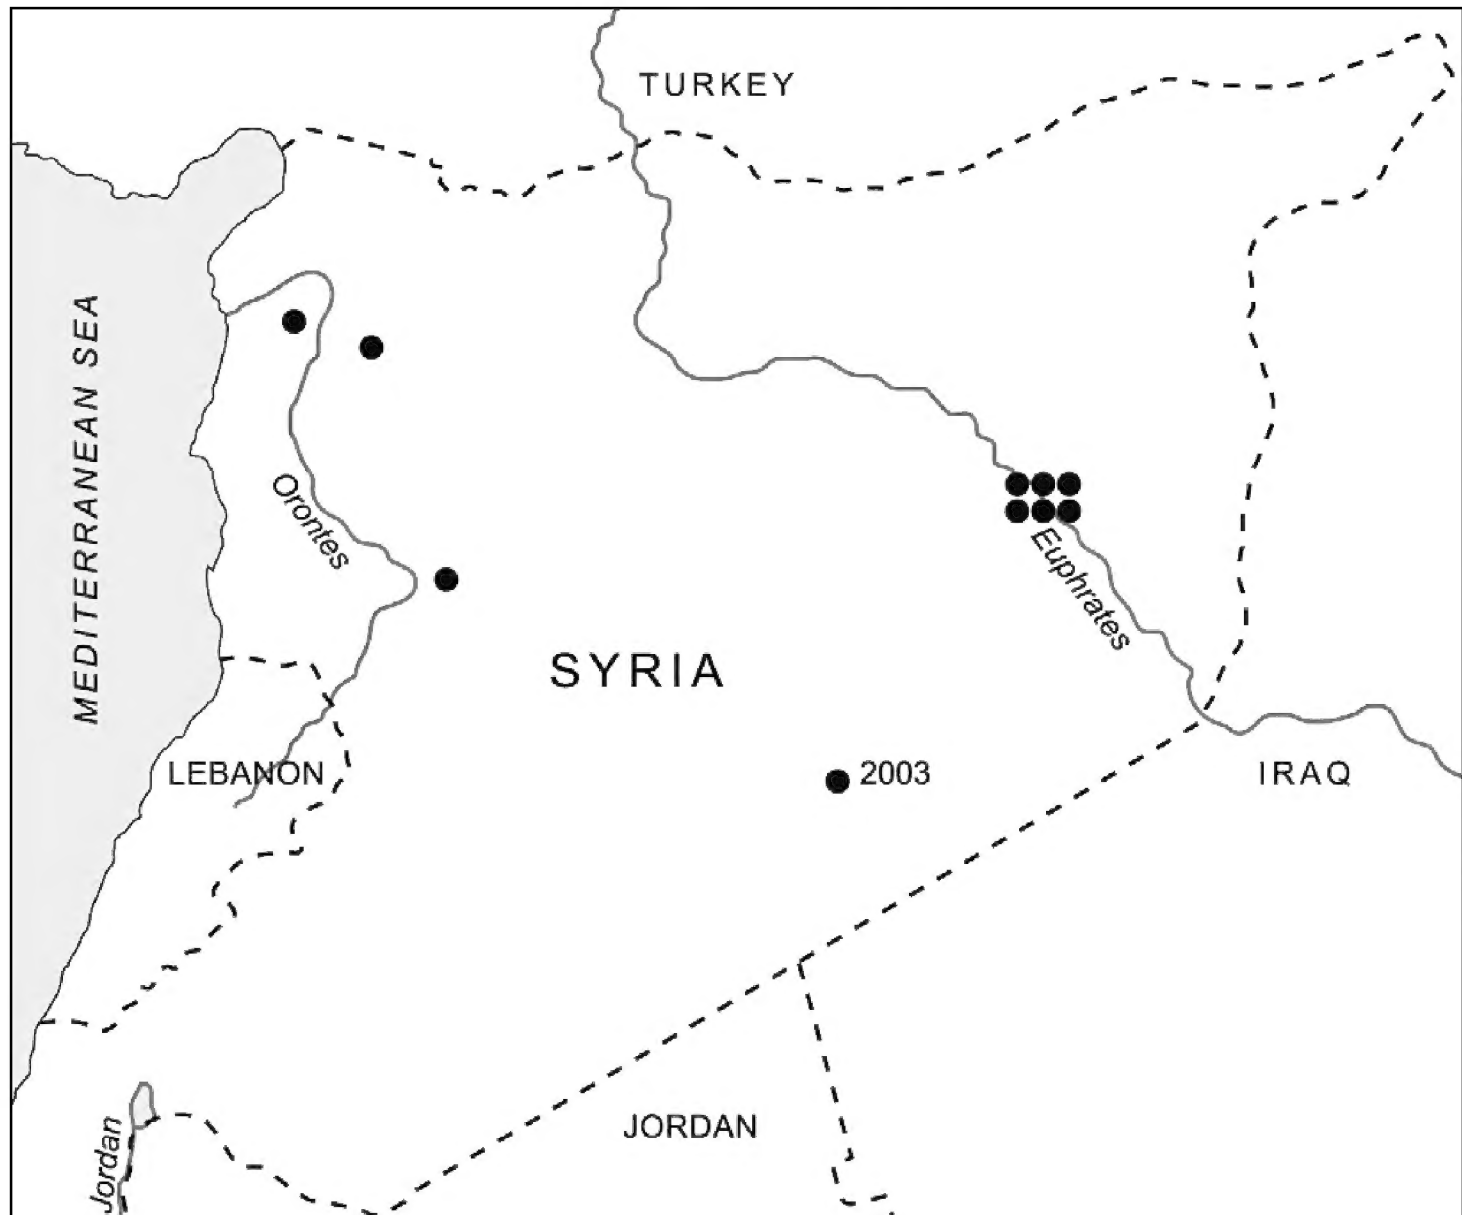 TURKEY
MEDITERRANEAN SEA
Orontes
Euphrates
SYRIA
LEBANON
2003
IRAQ
JORDAN
Jordan